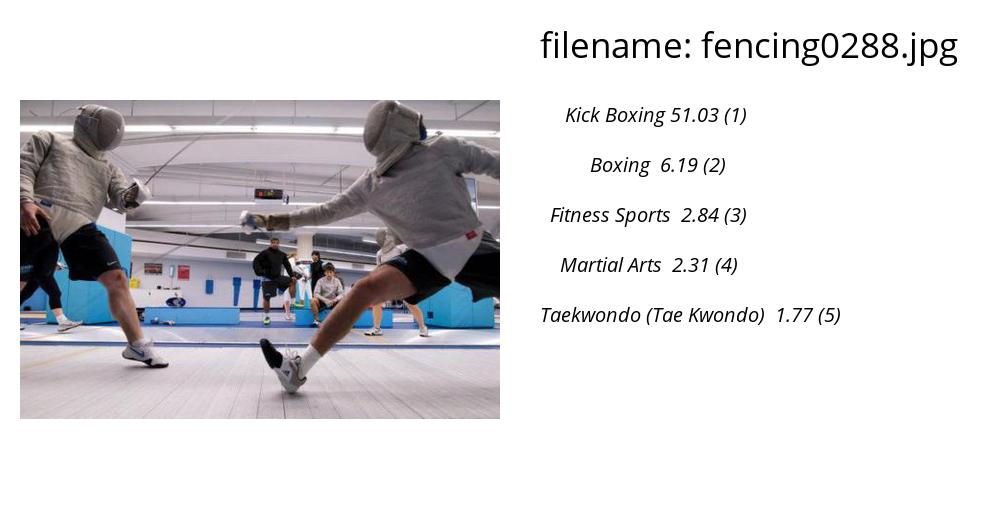 filename: fencing0288.jpg
Kick Boxing 51.03 (1)
Boxing 6.19 (2)
Fitness Sports 2.84 (3)
Martial Arts 2.31 (4)
Taekwondo (Tae Kwondo) 1.77 (5)